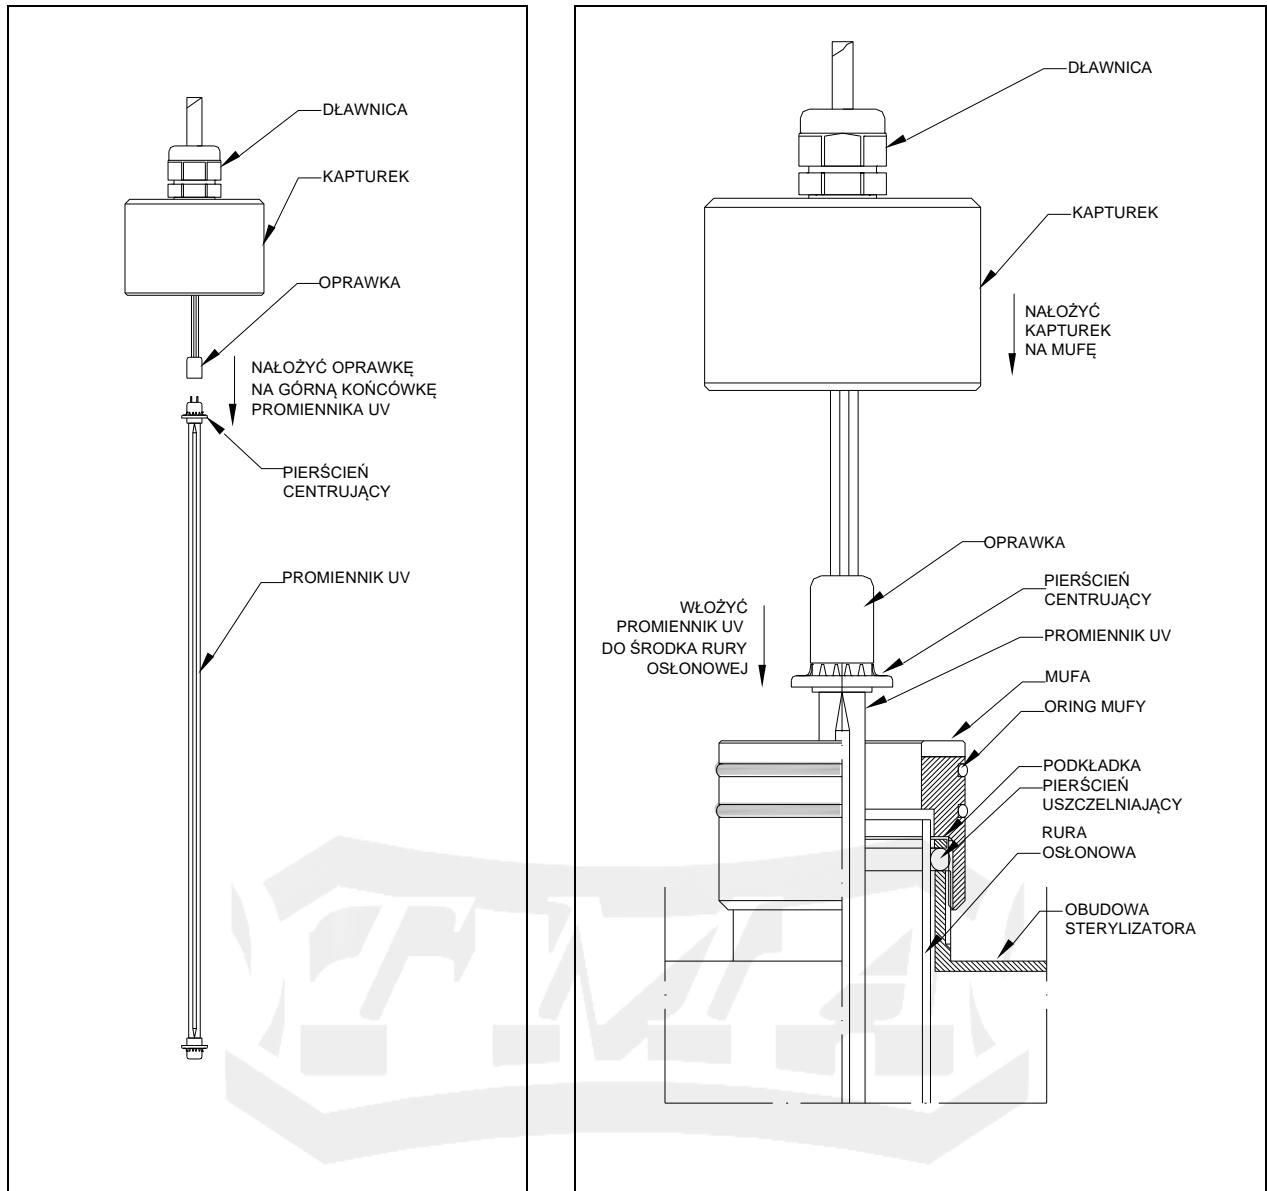 DŁAWNICA
KAPTUREK
OPRAWKA
NAŁOŻYĆ OPRAWKĘ
NA GÓRNĄ KOŃCÓWKĘ
PROMIENNIKA UV
PIERŚCIEŃ
CENTRUJĄCY
PROMIENNIK UV
DŁAWNICA
KAPTUREK
NAŁOŻYĆ
KAPTUREK
NA MUFĘ
OPRAWKA
PIERŚCIEŃ
CENTRUJĄCY
WŁOŻYĆ
PROMIENNIK UV
DO ŚRODKA RURY
OSŁONOWEJ
PROMIENNIK UV
MUFA
ORING MUFY
PODKŁADKA
PIERŚCIEŃ
USZCZELNIAJĄCY
RURA
OSŁONOWA
OBUDOWA
STERYLIZATORA
TMA